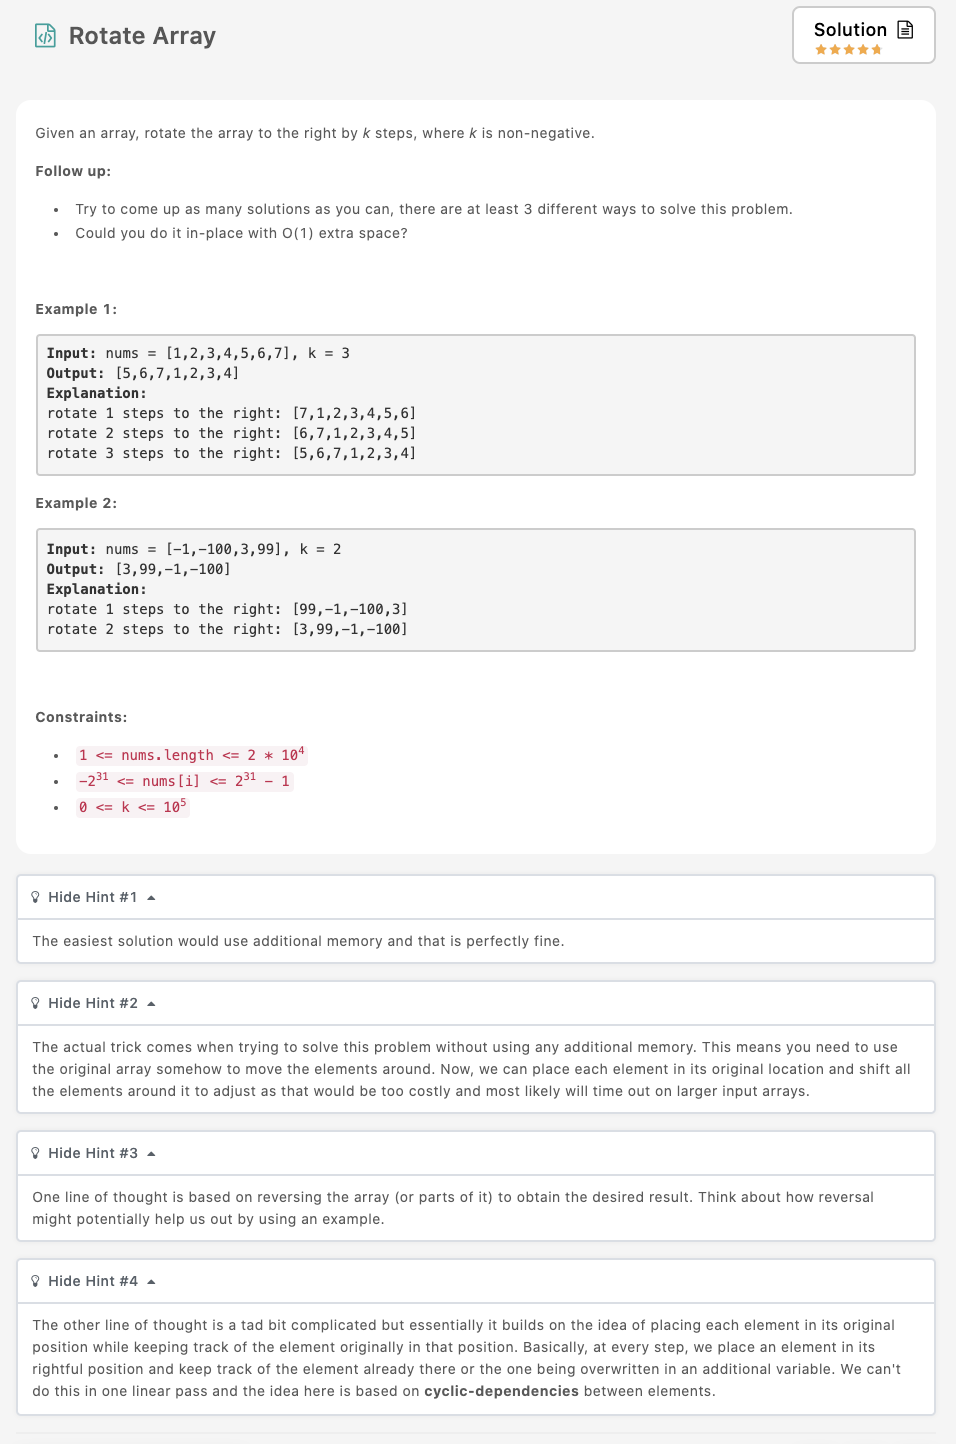 Rotate Array
Solution
Given an array, rotate the array to the right by k steps, where k is non-negative.
Follow up:
• Try to come up as many solutions as you can, there are at least 3 different ways to solve this problem.
• Could you do it in-place with O(1) extra space?
Example 1:
Input: nums = [1,2,3,4,5,6,7], k = 3
Output: [5,6,7,1,2,3,4]
Explanation:
rotate 1 steps to the right: [7,1,2,3,4,5,6]
rotate 2 steps to the right: [6,7,1,2,3,4,5]
rotate 3 steps to the right: [5,6,7,1,2,3,4]
Example 2:
Input: nums = [-1,-100,3,99], k = 2
Output: [3,99,-1,-100]
Explanation:
rotate 1 steps to the right: [99,-1,-100,3]
rotate 2 steps to the right: [3,99,-1,-100]
Constraints:
• 1 <= nums.length <= 2 * 10⁴
• -2³¹ <= nums[i] <= 2³¹ - 1
• 0 <= k <= 10⁵
Hide Hint #1
The easiest solution would use additional memory and that is perfectly fine.
Hide Hint #2
The actual trick comes when trying to solve this problem without using any additional memory. This means you need to use
the original array somehow to move the elements around. Now, we can place each element in its original location and shift all
the elements around it to adjust as that would be too costly and most likely will time out on larger input arrays.
Hide Hint #3
One line of thought is based on reversing the array (or parts of it) to obtain the desired result. Think about how reversal
might potentially help us out by using an example.
Hide Hint #4
The other line of thought is a tad bit complicated but essentially it builds on the idea of placing each element in its original
position while keeping track of the element originally in that position. Basically, at every step, we place an element in its
rightful position and keep track of the element already there or the one being overwritten in an additional variable. We can't
do this in one linear pass and the idea here is based on cyclic-dependencies between elements.